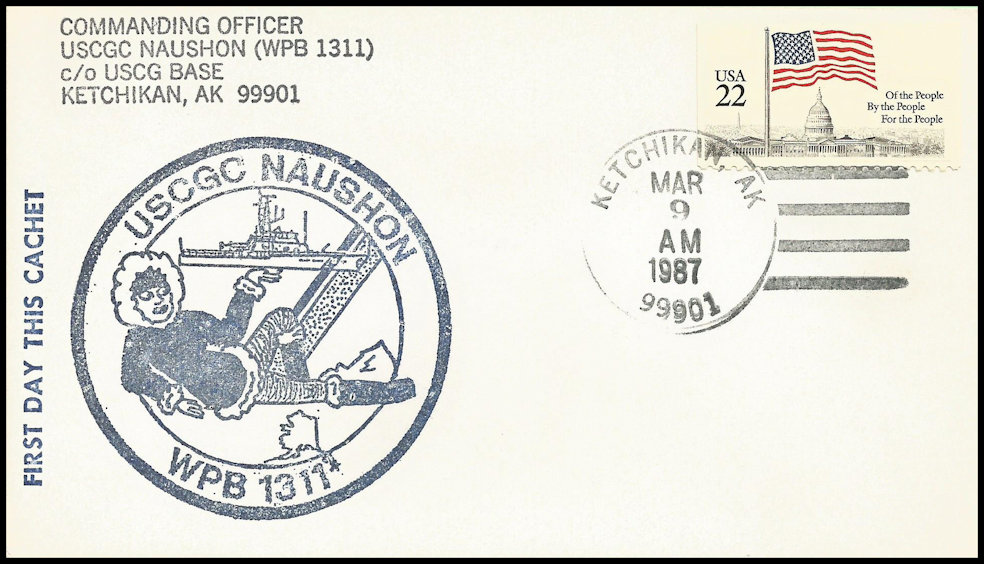 COMMANDING OFFICER
USCGC NAUSHON (WPB 1311)
c/o USCG BASE
KETCHIKAN, AK 99901
USA
22
Of the People
By the People
For the People
KETCHIKAN, AK
MAR
9
AM
1987
99901
FIRST DAY THIS CACHET
USCGC NAUSHON
WPB 1311